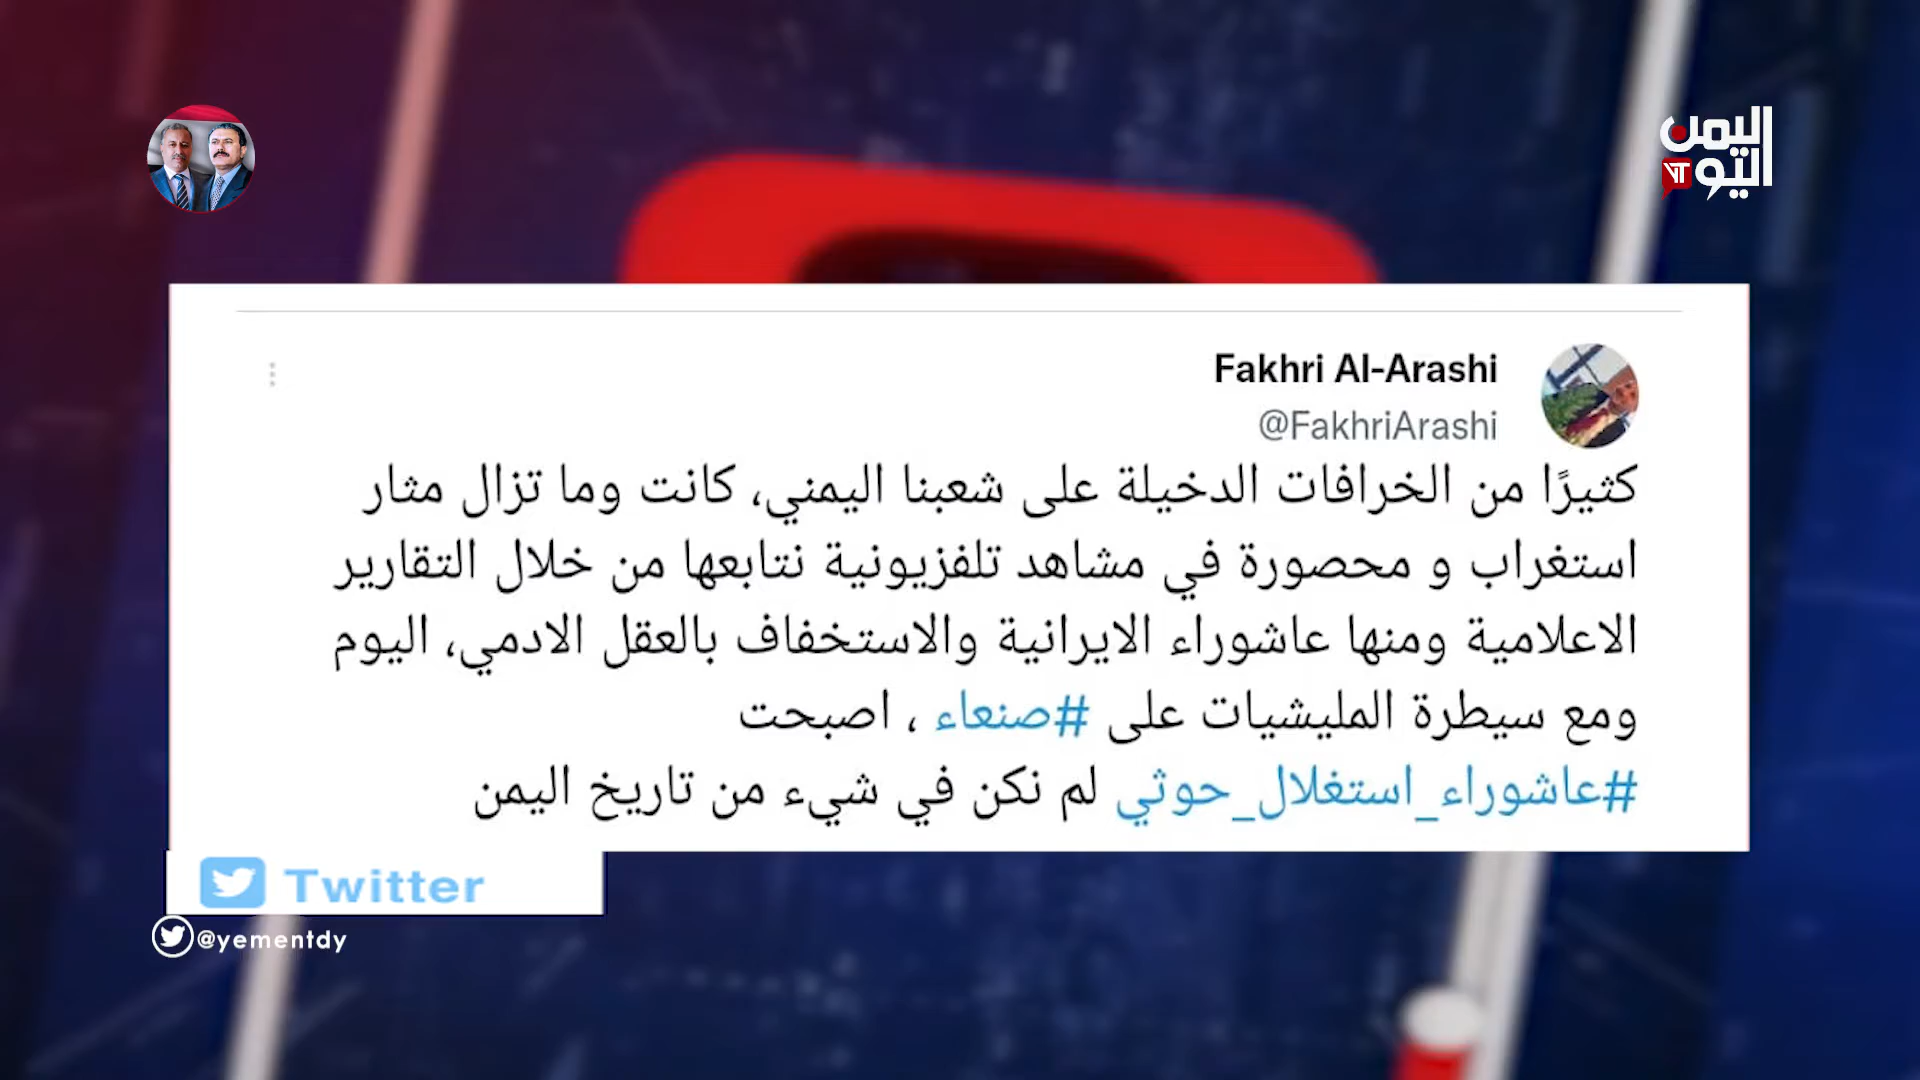 اليمن
اليوم
YT
Fakhri Al-Arashi
@FakhriArashi
كثيرًا من الخرافات الدخيلة على شعبنا اليمني، كانت وما تزال مثار
استغراب و محصورة في مشاهد تلفزيونية نتابعها من خلال التقارير
الاعلامية ومنها عاشوراء الايرانية والاستخفاف بالعقل الادمي، اليوم
ومع سيطرة المليشيات على #صنعاء ، اصبحت
#عاشوراء_استغلال_حوثي لم نكن في شيء من تاريخ اليمن
Twitter
@yementdy